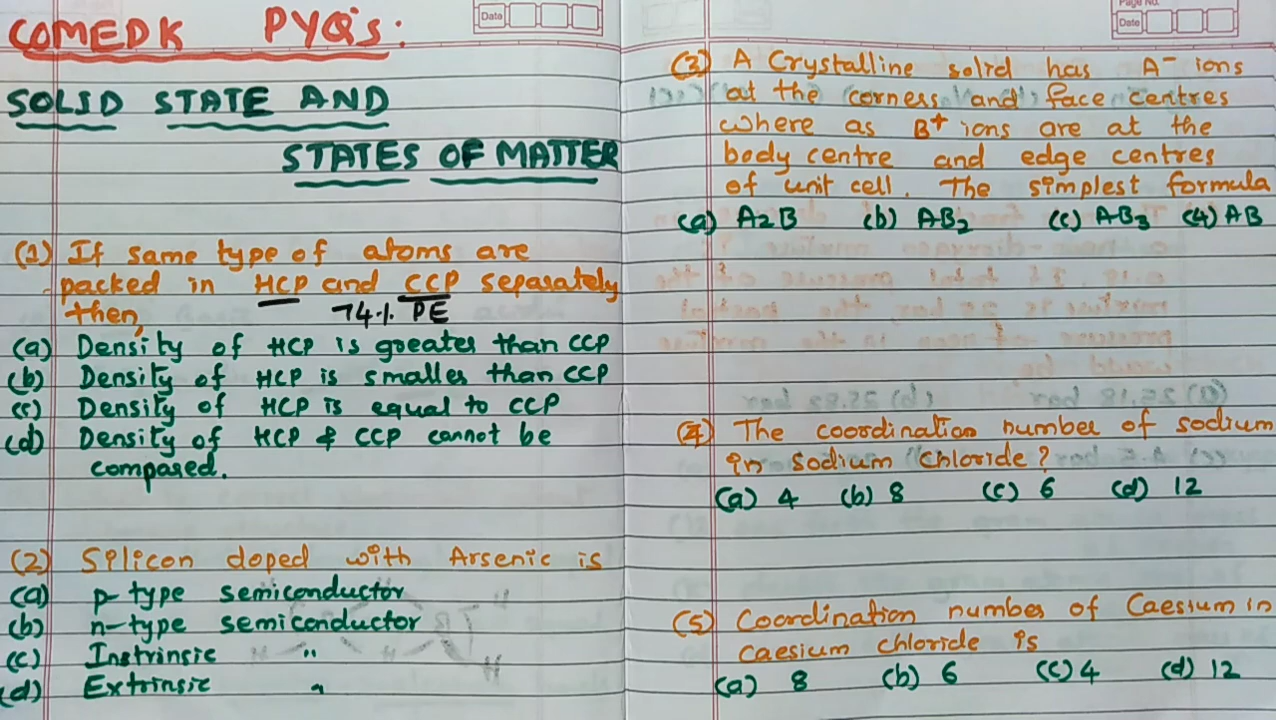 COMEDK PYQ's:
SOLID STATE AND
STATES OF MATTER
(1) If same type of atoms are
packed in HCP and CCP separately
then, 74% PE
(a) Density of HCP is greater than CCP
(b) Density of HCP is smaller than CCP
(c) Density of HCP is equal to CCP
(d) Density of HCP & CCP cannot be
compared.
(2) Silicon doped with Arsenic is
(a) p-type semiconductor
(b) n-type semiconductor
(c) Instrinsic "
(d) Extrinsic "
Date
Page No.
Date
(3) A Crystalline solid has A⁻ ions
at the corners and face centres
where as B⁺ ions are at the
body centre and edge centres
of unit cell. The simplest formula
(a) A₂B (b) AB₂ (c) AB₃ (4) AB
(4) The coordination number of sodium
in sodium chloride?
(a) 4 (b) 8 (c) 6 (d) 12
(5) Coordination number of Caesium in
caesium chloride is
(a) 8 (b) 6 (c) 4 (d) 12